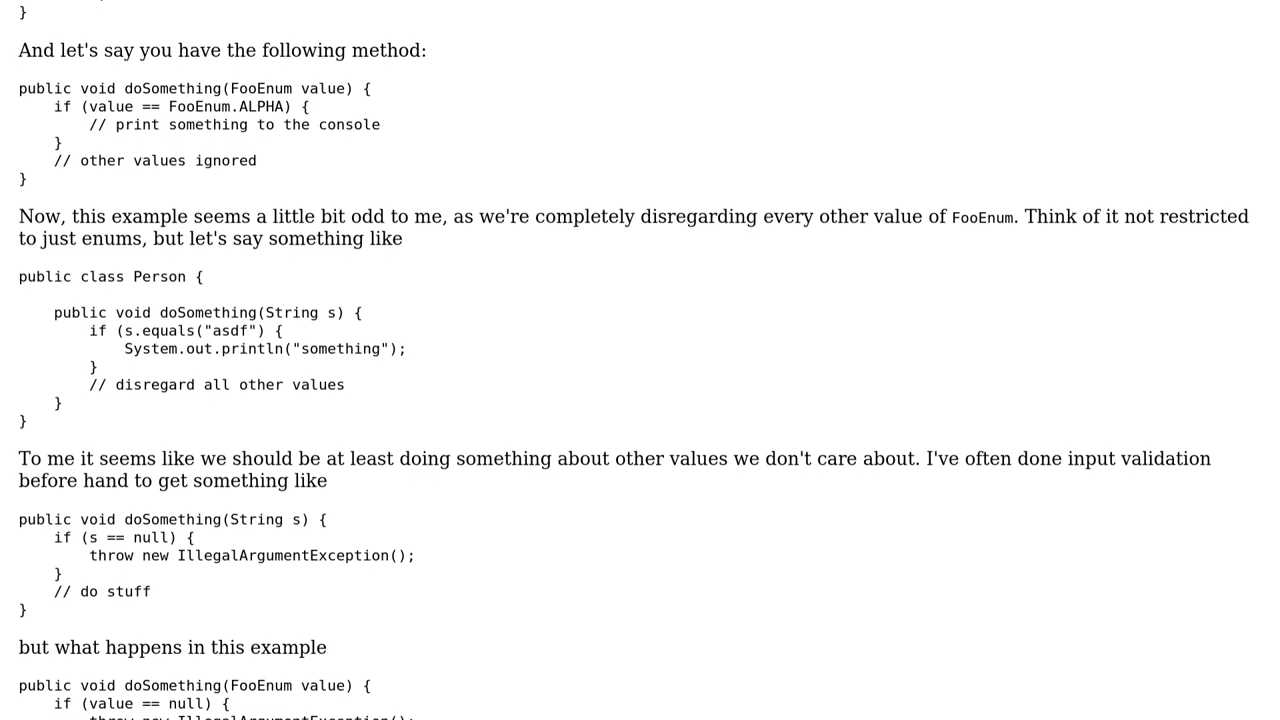 }
And let's say you have the following method:
public void doSomething(FooEnum value) {
    if (value == FooEnum.ALPHA) {
        // print something to the console
    }
    // other values ignored
}
Now, this example seems a little bit odd to me, as we're completely disregarding every other value of FooEnum. Think of it not restricted
to just enums, but let's say something like
public class Person {
    public void doSomething(String s) {
        if (s.equals("asdf") {
            System.out.println("something");
        }
        // disregard all other values
    }
}
To me it seems like we should be at least doing something about other values we don't care about. I've often done input validation
before hand to get something like
public void doSomething(String s) {
    if (s == null) {
        throw new IllegalArgumentException();
    }
    // do stuff
}
but what happens in this example
public void doSomething(FooEnum value) {
    if (value == null) {
        throw new IllegalArgumentException();